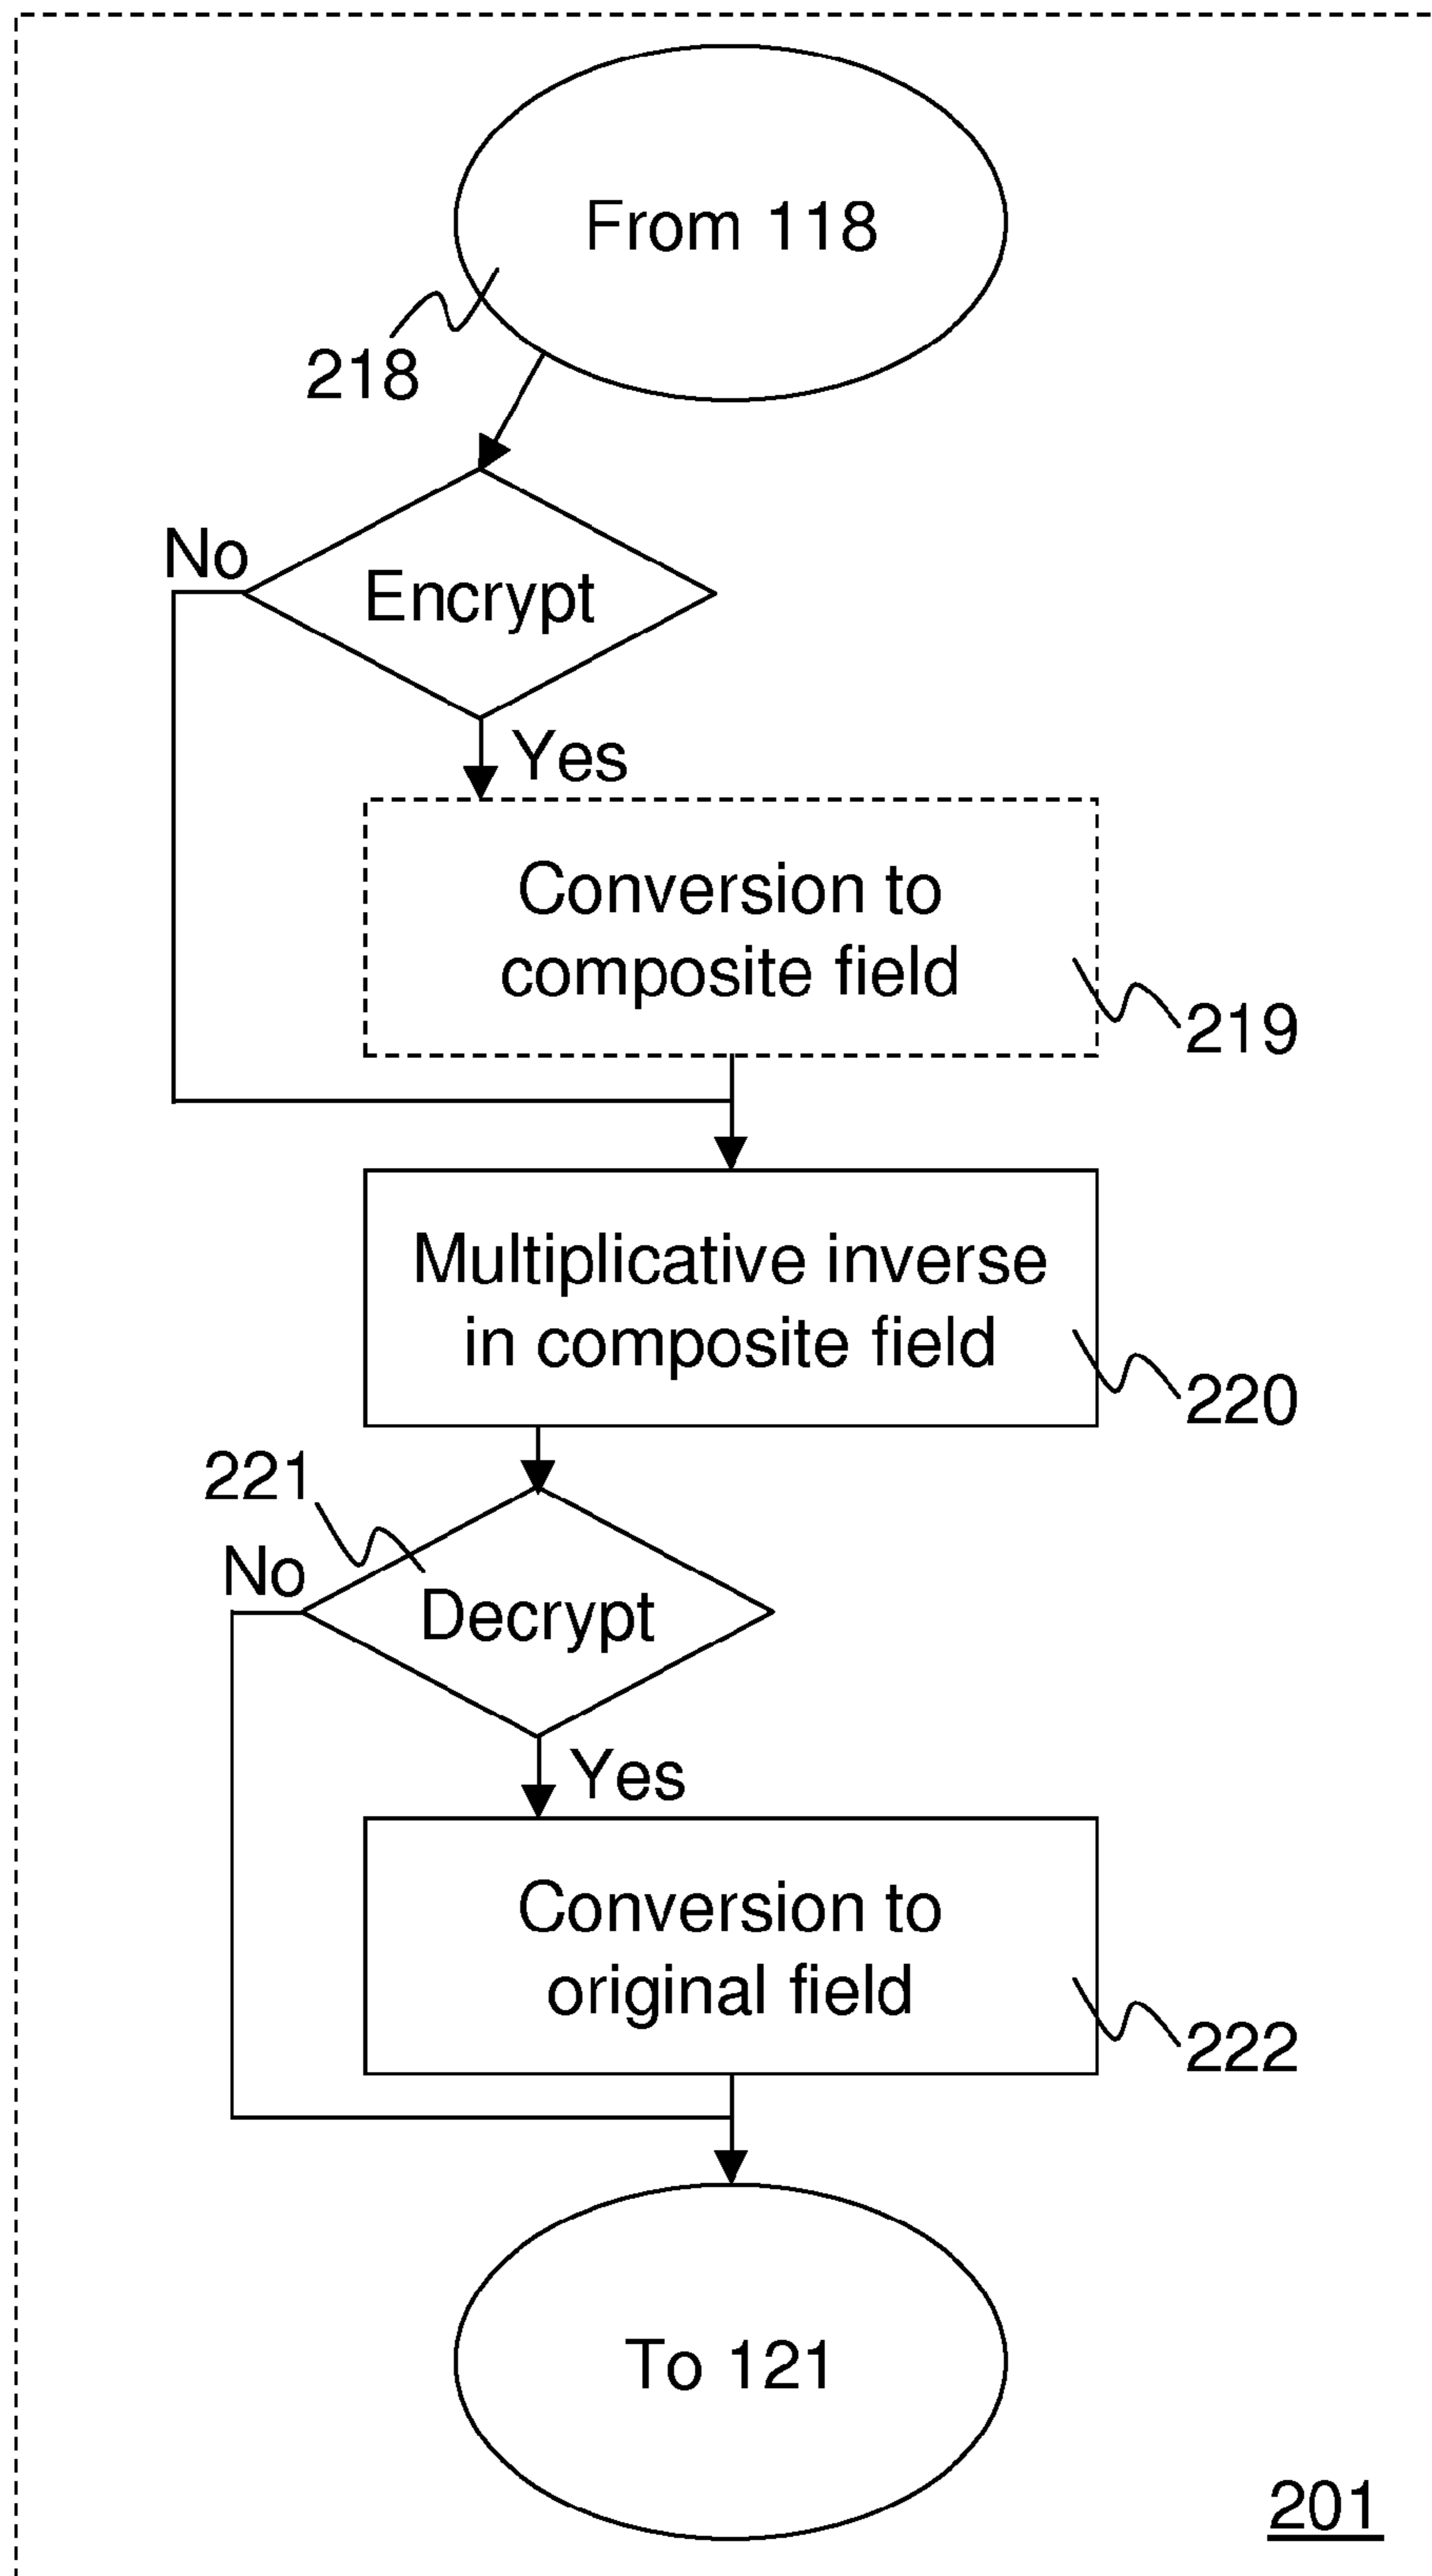 From 118
218
No
Encrypt
Yes
Conversion to
composite field
219
Multiplicative inverse
in composite field
220
221
No
Decrypt
Yes
Conversion to
original field
222
To 121
201